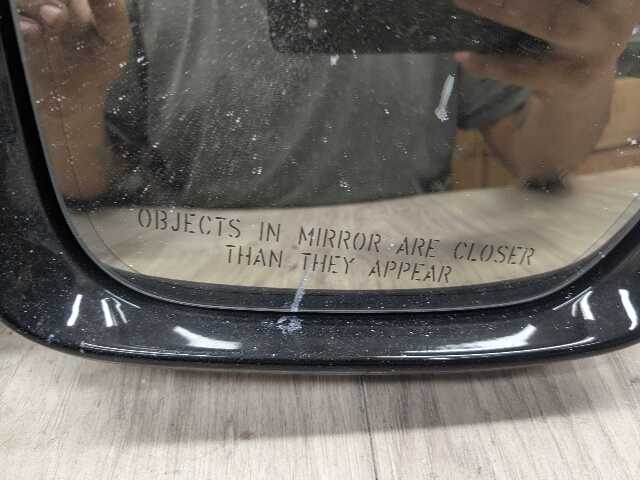 OBJECTS IN MIRROR ARE CLOSER
THAN THEY APPEAR